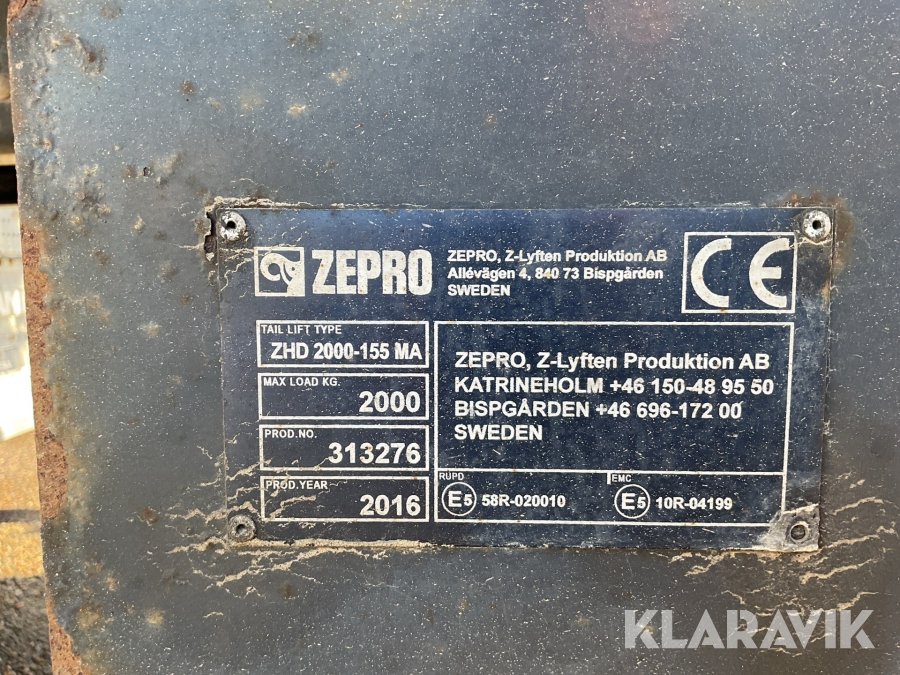 ZEPRO
ZEPRO, Z-Lyften Produktion AB
Allévägen 4, 840 73 Bispgården
SWEDEN
CE
TAIL LIFT TYPE
ZHD 2000-155 MA
MAX LOAD KG.
2000
PROD.NO.
313276
PROD.YEAR
2016
ZEPRO, Z-Lyften Produktion AB
KATRINEHOLM +46 150-48 95 50
BISPGÅRDEN +46 696-172 00
SWEDEN
RUPD
E5 58R-020010
EMC
E5 10R-04199
KLARAVIK